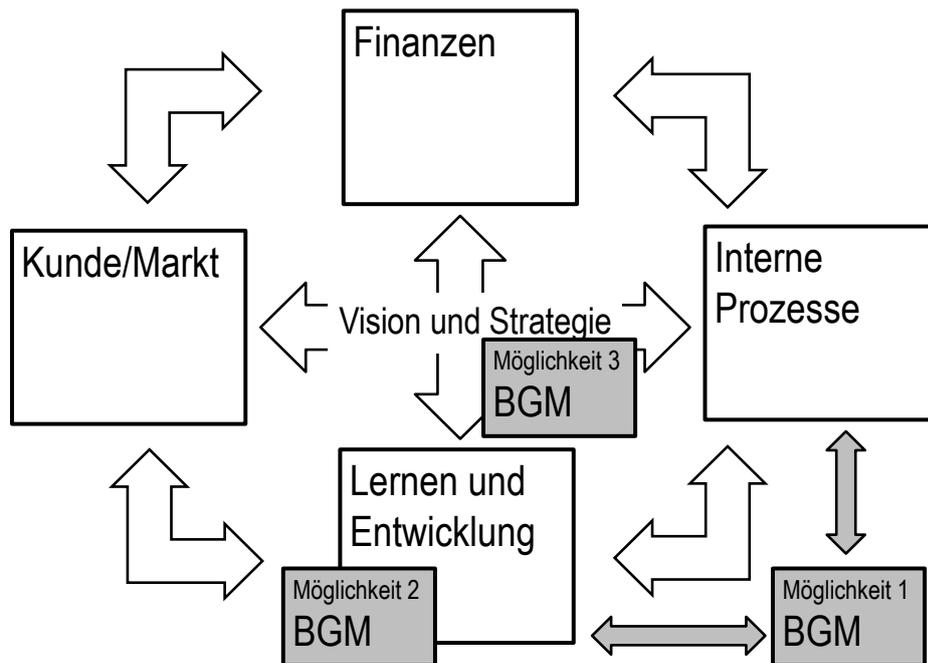 Finanzen
Kunde/Markt
Interne
Prozesse
Vision und Strategie
Möglichkeit 3
BGM
Lernen und
Entwicklung
Möglichkeit 2
BGM
Möglichkeit 1
BGM